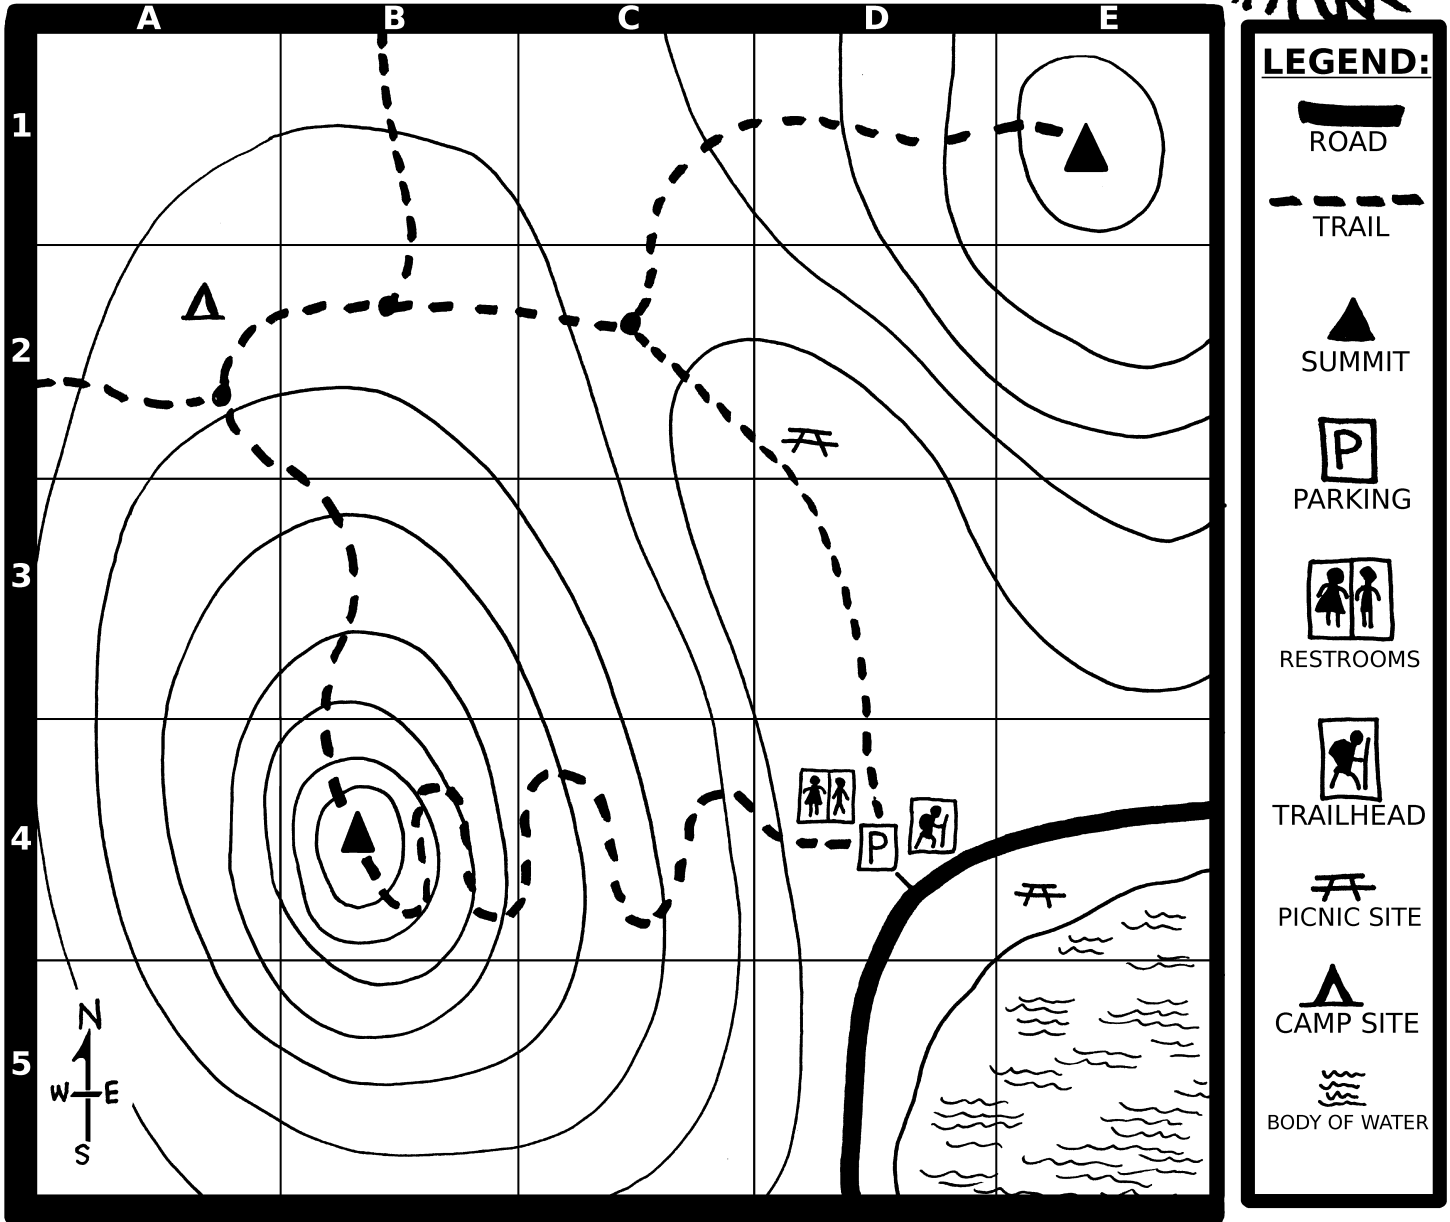 A B C D E
1
2
3
4
5
P
N
W E
S
LEGEND:
ROAD
TRAIL
SUMMIT
P
PARKING
RESTROOMS
TRAILHEAD
PICNIC SITE
CAMP SITE
BODY OF WATER